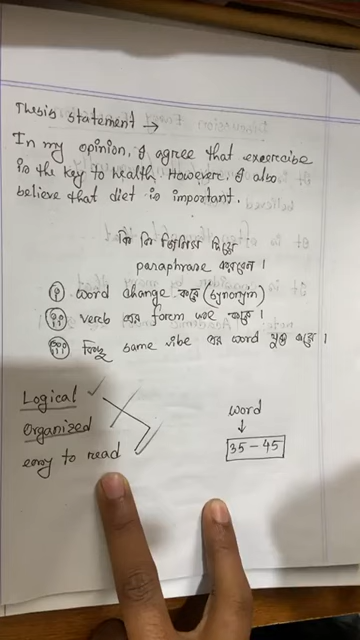 Thesis statement →
In my opinion, I agree that exercise
is the key to health. However, I also
believe that diet is important.
কি কি জিনিস দিয়ে
paraphrase করবেন।
(i) word change করে (synonym)
(ii) verb এর form করে।
(iii) কিছু same vibe এর word যুক্ত করে।
Logical
Organized
easy to read
word
↓
35 - 45